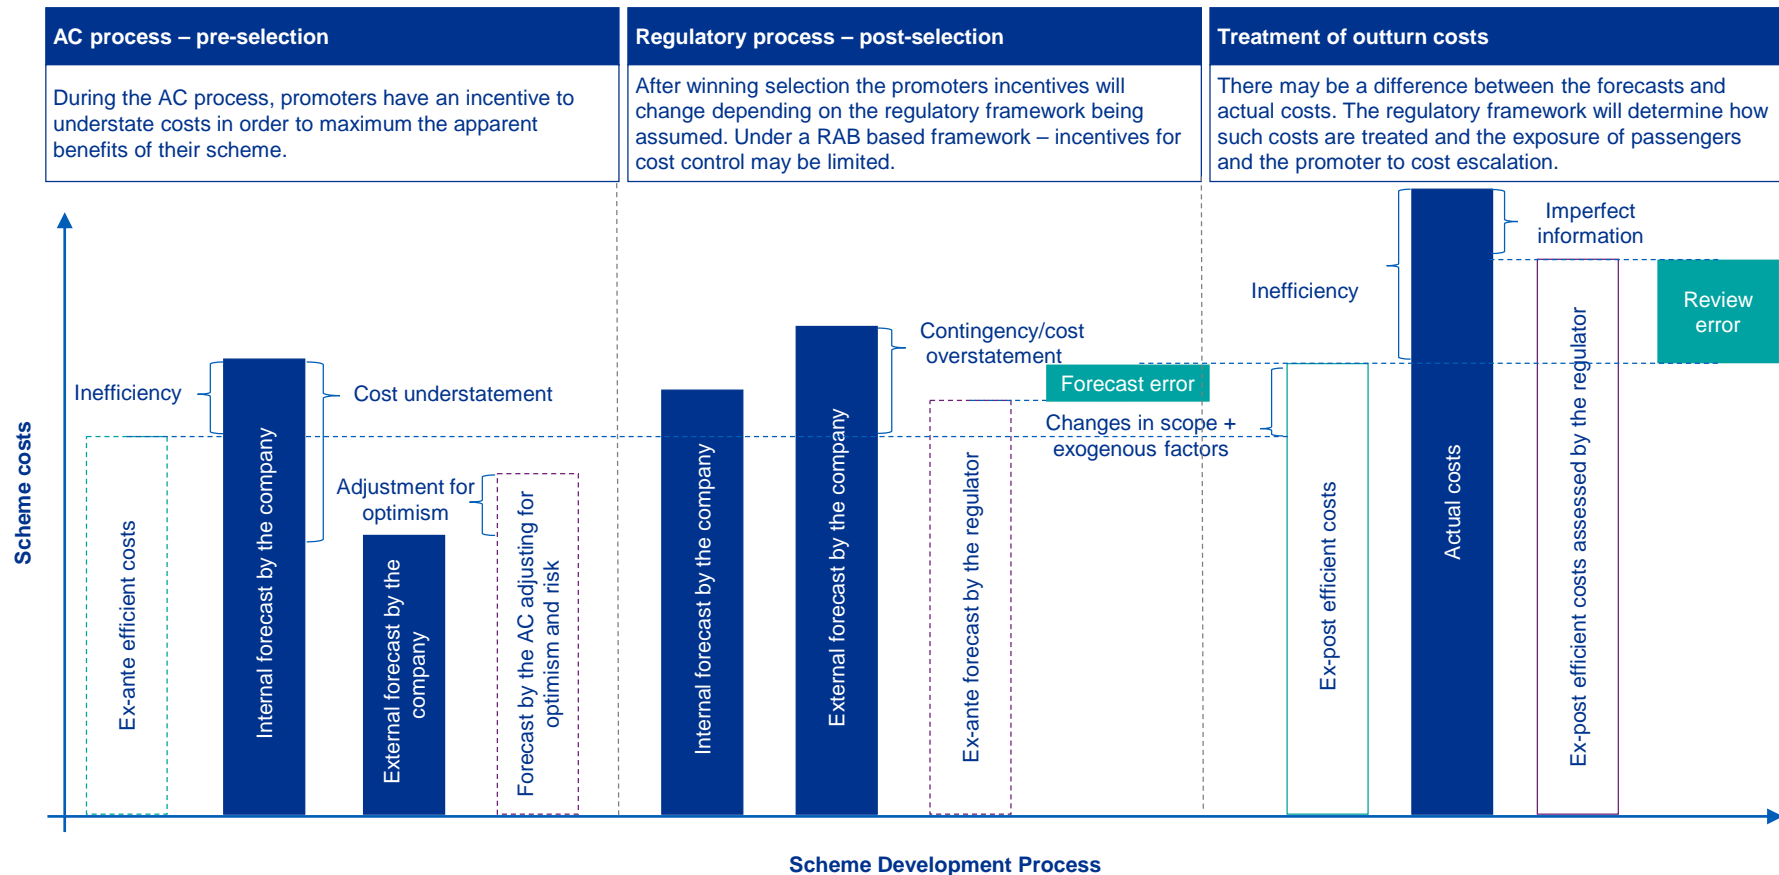 AC process – pre-selection
During the AC process, promoters have an incentive to
understate costs in order to maximum the apparent
benefits of their scheme.
Regulatory process – post-selection
After winning selection the promoters incentives will
change depending on the regulatory framework being
assumed. Under a RAB based framework – incentives for
cost control may be limited.
Treatment of outturn costs
There may be a difference between the forecasts and
actual costs. The regulatory framework will determine how
such costs are treated and the exposure of passengers
and the promoter to cost escalation.
Scheme costs
Ex-ante efficient costs
Inefficiency
Internal forecast by the company
Cost understatement
External forecast by the
company
Adjustment for
optimism
Forecast by the AC adjusting for
optimism and risk
Internal forecast by the company
External forecast by the company
Contingency/cost
overstatement
Ex-ante forecast by the regulator
Forecast error
Changes in scope +
exogenous factors
Ex-post efficient costs
Inefficiency
Actual costs
Imperfect
information
Ex-post efficient costs assessed by the regulator
Review
error
Scheme Development Process